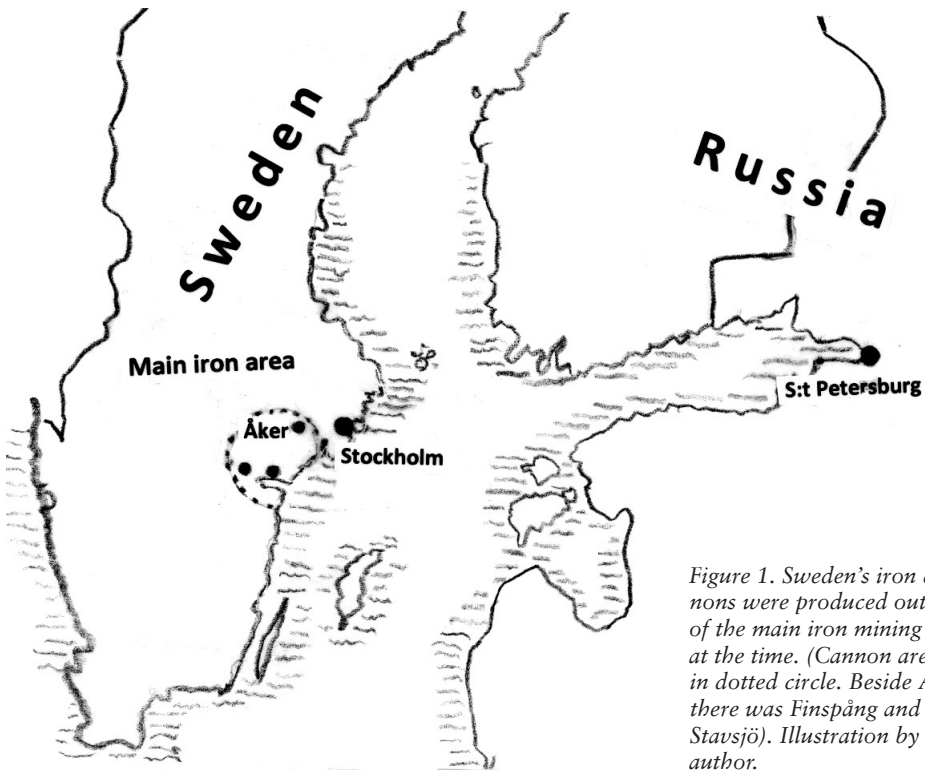 Sweden
Russia
Main iron area
S:t Petersburg
Åker
Stockholm
Figure 1. Sweden's iron
nons were produced out
of the main iron mining
at the time. (Cannon are
in dotted circle. Beside
there was Finspång and
Stavsjö). Illustration by
author.